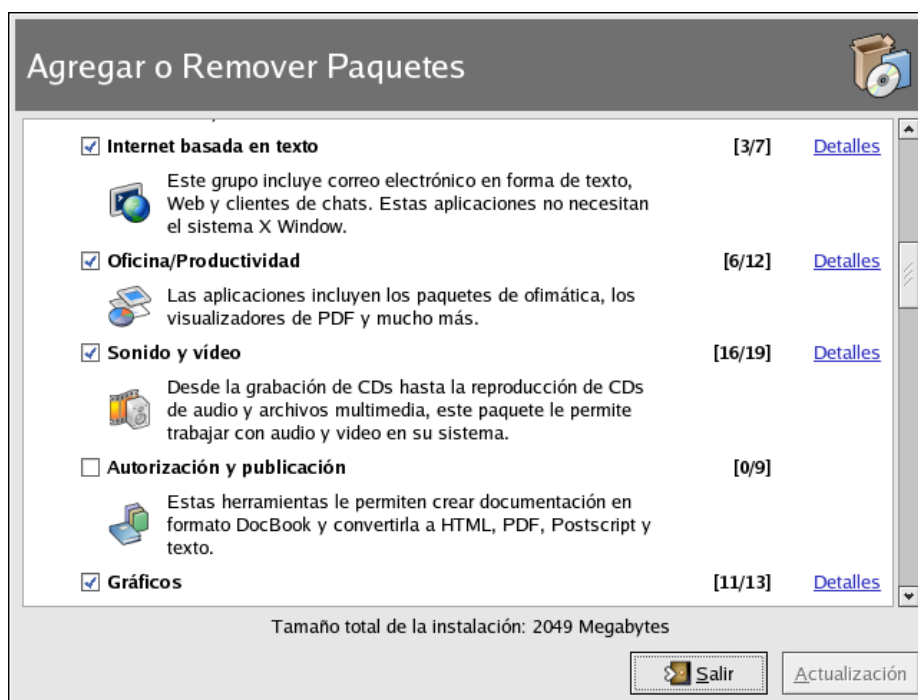 Agregar o Remover Paquetes
Internet basada en texto [3/7] Detalles
Este grupo incluye correo electrónico en forma de texto,
Web y clientes de chats. Estas aplicaciones no necesitan
el sistema X Window.
Oficina/Productividad [6/12] Detalles
Las aplicaciones incluyen los paquetes de ofimática, los
visualizadores de PDF y mucho más.
Sonido y vídeo [16/19] Detalles
Desde la grabación de CDs hasta la reproducción de CDs
de audio y archivos multimedia, este paquete le permite
trabajar con audio y video en su sistema.
Autorización y publicación [0/9]
Estas herramientas le permiten crear documentación en
formato DocBook y convertirla a HTML, PDF, Postscript y
texto.
Gráficos [11/13] Detalles
Tamaño total de la instalación: 2049 Megabytes
Salir Actualización